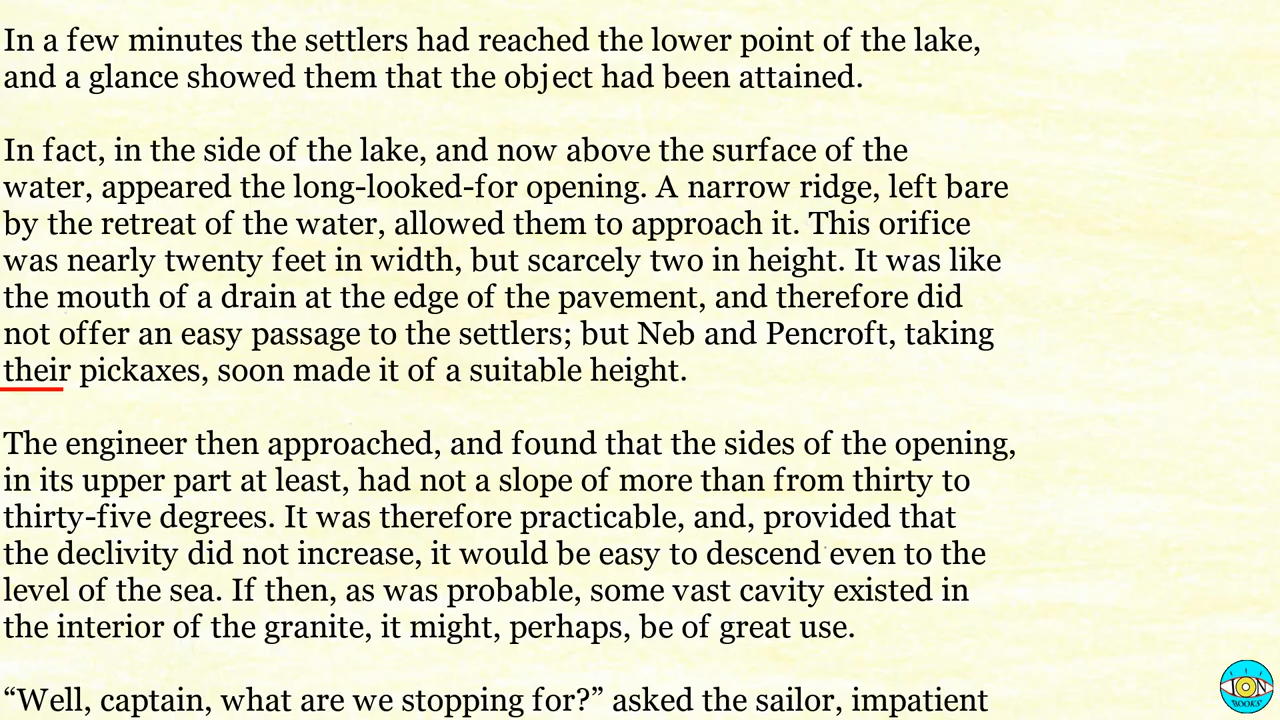 In a few minutes the settlers had reached the lower point of the lake,
and a glance showed them that the object had been attained.
In fact, in the side of the lake, and now above the surface of the
water, appeared the long-looked-for opening. A narrow ridge, left bare
by the retreat of the water, allowed them to approach it. This orifice
was nearly twenty feet in width, but scarcely two in height. It was like
the mouth of a drain at the edge of the pavement, and therefore did
not offer an easy passage to the settlers; but Neb and Pencroft, taking
their pickaxes, soon made it of a suitable height.
The engineer then approached, and found that the sides of the opening,
in its upper part at least, had not a slope of more than from thirty to
thirty-five degrees. It was therefore practicable, and, provided that
the declivity did not increase, it would be easy to descend even to the
level of the sea. If then, as was probable, some vast cavity existed in
the interior of the granite, it might, perhaps, be of great use.
“Well, captain, what are we stopping for?” asked the sailor, impatient
I
ION
BOOKS